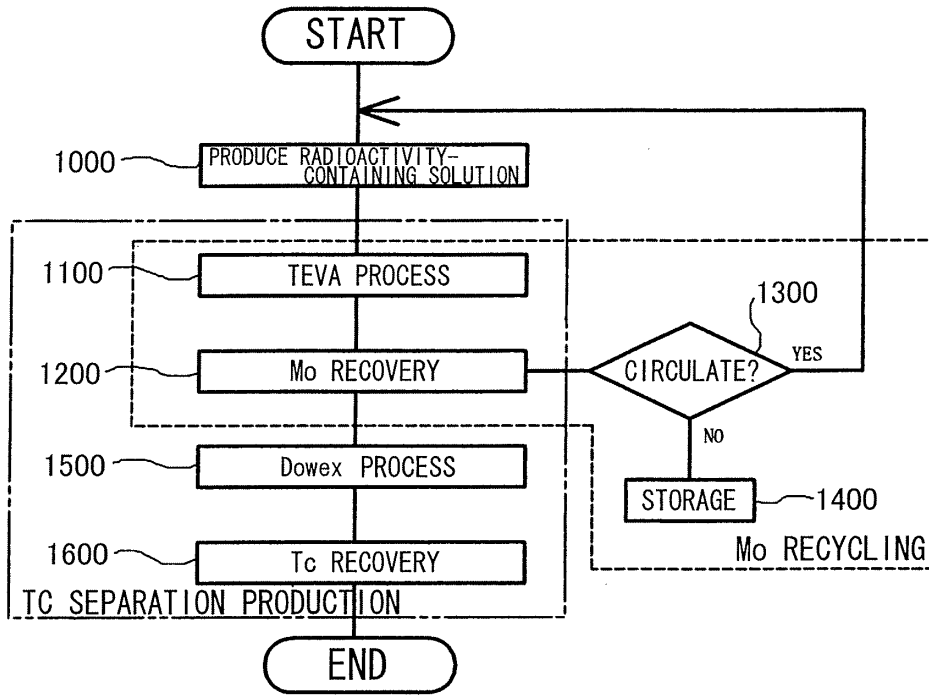 START
1000
PRODUCE RADIOACTIVITY-
CONTAINING SOLUTION
1100
TEVA PROCESS
1300
1200
Mo RECOVERY
CIRCULATE?
YES
NO
1500
Dowex PROCESS
STORAGE
1400
1600
Tc RECOVERY
Mo RECYCLING
TC SEPARATION PRODUCTION
END